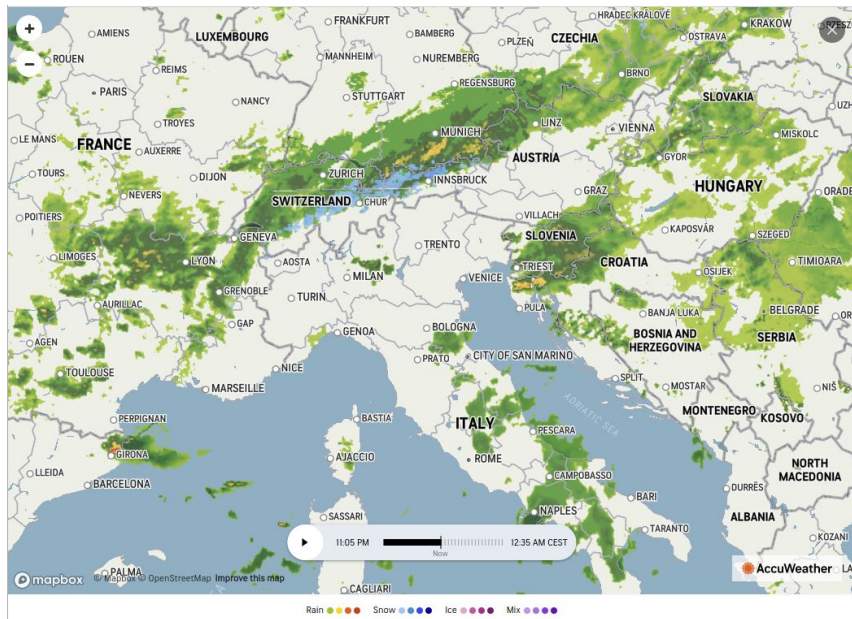 +
−
AMIENS
LUXEMBOURG
FRANKFURT
BAMBERG
PLZEŇ
CZECHIA
HRADEC KRÁLOVÉ
OSTRAVA
KRAKOW
ROUEN
REIMS
MANNHEIM
NUREMBERG
REGENSBURG
BRNO
SLOVAKIA
PARIS
NANCY
STUTTGART
LE MANS
TROYES
MUNICH
LINZ
VIENNA
MISKOLC
FRANCE
AUXERRE
AUSTRIA
GYOR
TOURS
DIJON
ZURICH
INNSBRUCK
HUNGARY
NEVERS
SWITZERLAND
CHUR
GRAZ
POITIERS
VILLACH
GENEVA
SLOVENIA
KAPOSVÁR
SZEGED
LIMOGES
LYON
AOSTA
TRENTO
CROATIA
TIMIOARA
MILAN
TRIEST
OSIJEK
AURILLAC
GRENOBLE
TURIN
VENICE
PULA
BANJA LUKA
BELGRADE
GAP
GENOA
BOLOGNA
BOSNIA AND
HERZEGOVINA
SERBIA
AGEN
PRATO
CITY OF SAN MARINO
TOULOUSE
NICE
SPLIT
MOSTAR
NIŠ
MARSEILLE
ADRIATIC SEA
MONTENEGRO
KOSOVO
PERPIGNAN
BASTIA
ITALY
PESCARA
GIRONA
AJACCIO
ROME
NORTH
MACEDONIA
LLEIDA
BARCELONA
CAMPOBASSO
BARI
DURRËS
SASSARI
NAPLES
TARANTO
ALBANIA
KOZANI
11:05 PM
12:35 AM CEST
Now
PALMA
mapbox
© Mapbox © OpenStreetMap Improve this map
AccuWeather
CAGLIARI
Rain Snow Ice Mix